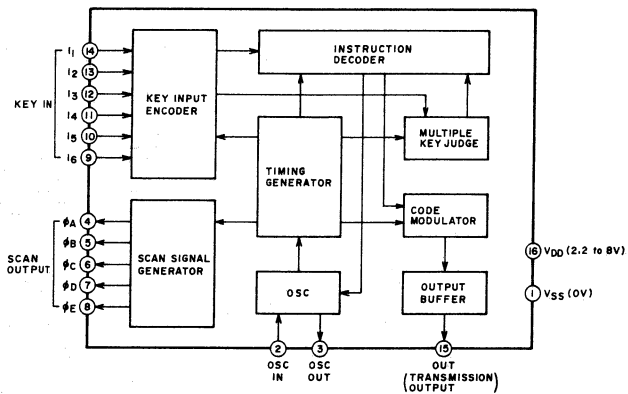 KEY IN
I1 14
I2 13
I3 12
I4 11
I5 10
I6 9
KEY INPUT
ENCODER
INSTRUCTION
DECODER
TIMING
GENERATOR
MULTIPLE
KEY JUDGE
SCAN
OUTPUT
ϕA 4
ϕB 5
ϕC 6
ϕD 7
ϕE 8
SCAN SIGNAL
GENERATOR
CODE
MODULATOR
OSC
OUTPUT
BUFFER
16 VDD (2.2 to 8V)
1 VSS (0V)
2
OSC
IN
3
OSC
OUT
15
OUT
(TRANSMISSION
OUTPUT)